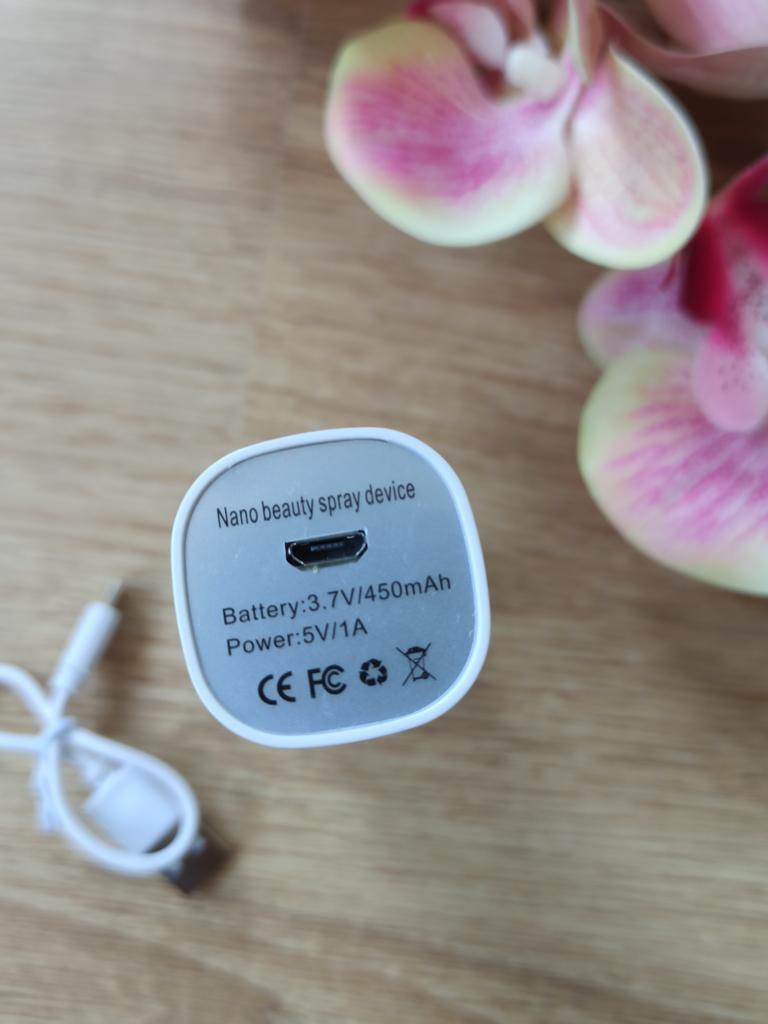 Nano beauty spray device
Battery:3.7V/450mAh
Power:5V/1A
CE FC